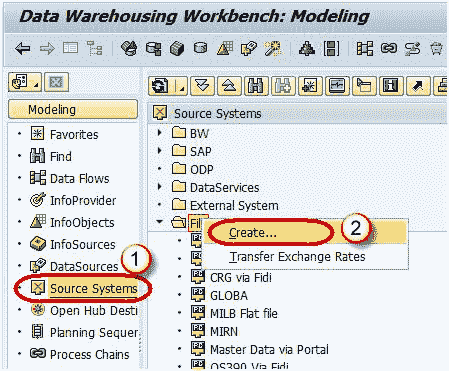 Data Warehousing Workbench: Modeling
Modeling
Favorites
Find
Data Flows
InfoProvider
InfoObjects
InfoSources
DataSources
1
Source Systems
Open Hub Desti
Planning Sequen
Process Chains
Source Systems
BW
SAP
ODP
DataServices
External System
Fil
Create...
2
Transfer Exchange Rates
CRG via Fidi
GLOBA
MILB Flat file
MIRN
Master Data via Portal
OS390 Via Fidi